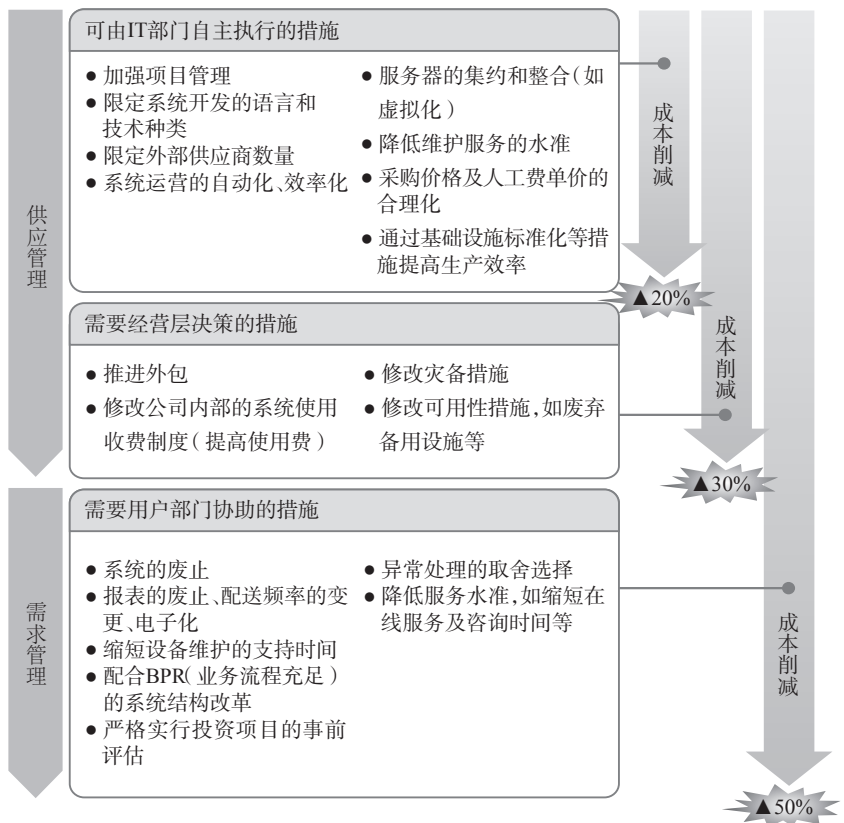 可由IT部门自主执行的措施
● 加强项目管理
● 限定系统开发的语言和
技术种类
● 限定外部供应商数量
● 系统运营的自动化、效率化
● 服务器的集约和整合(如
虚拟化)
● 降低维护服务的水准
● 采购价格及人工费单价的
合理化
● 通过基础设施标准化等措
施提高生产效率
成本削减
▲20%
供应管理
需要经营层决策的措施
● 推进外包
● 修改公司内部的系统使用
收费制度(提高使用费)
● 修改灾备措施
● 修改可用性措施,如废弃
备用设施等
成本削减
▲30%
需要用户部门协助的措施
● 系统的废止
● 报表的废止、配送频率的变
更、电子化
● 缩短设备维护的支持时间
● 配合BPR(业务流程充足)
的系统结构改革
● 严格实行投资项目的事前
评估
● 异常处理的取舍选择
● 降低服务水准,如缩短在
线服务及咨询时间等
需求管理
成本削减
▲50%